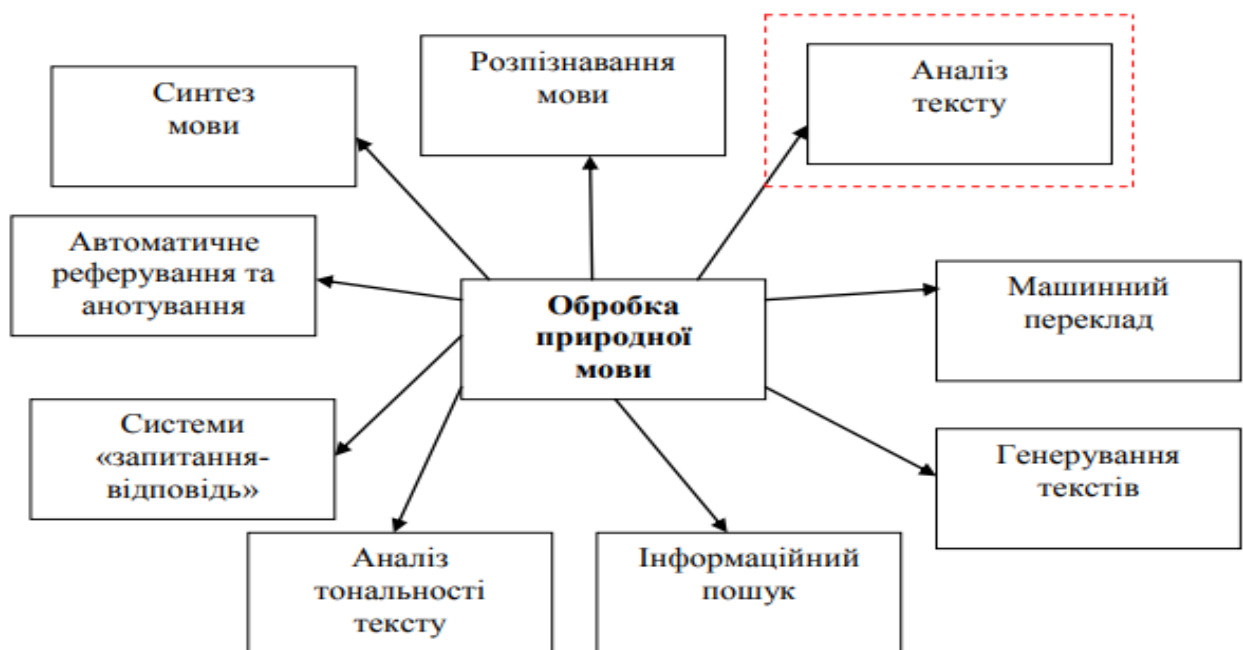 Синтез
мови
Розпізнавання
мови
Аналіз
тексту
Автоматичне
реферування та
анотування
Обробка
природної
мови
Машинний
переклад
Системи
«запитання-
відповідь»
Генерування
текстів
Аналіз
тональності
тексту
Інформаційний
пошук